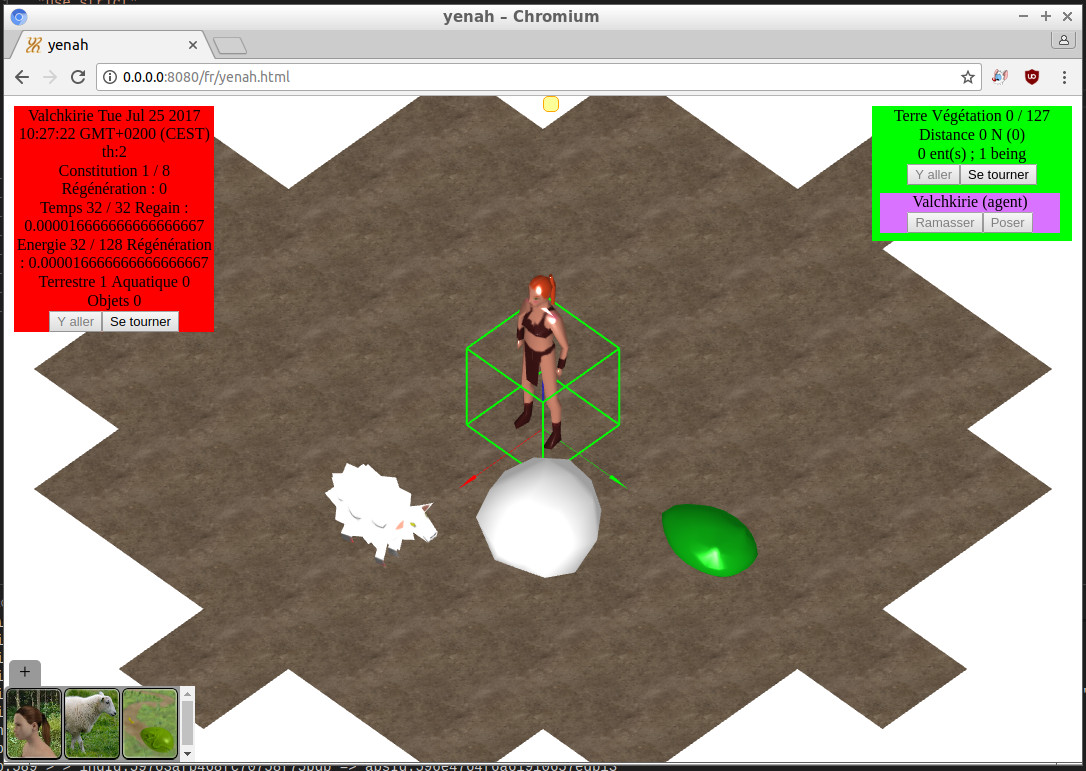 "use strict"
yenah – Chromium
yenah
0.0.0.0:8080/fr/yenah.html
Valchkirie Tue Jul 25 2017
10:27:22 GMT+0200 (CEST)
th:2
Constitution 1 / 8
Régénération : 0
Temps 32 / 32 Regain :
0.000016666666666666667
Energie 32 / 128 Régénération
: 0.000016666666666666667
Terrestre 1 Aquatique 0
Objets 0
Y aller Se tourner
Terre Végétation 0 / 127
Distance 0 N (0)
0 ent(s) ; 1 being
Y aller Se tourner
Valchkirie (agent)
Ramasser Poser
+